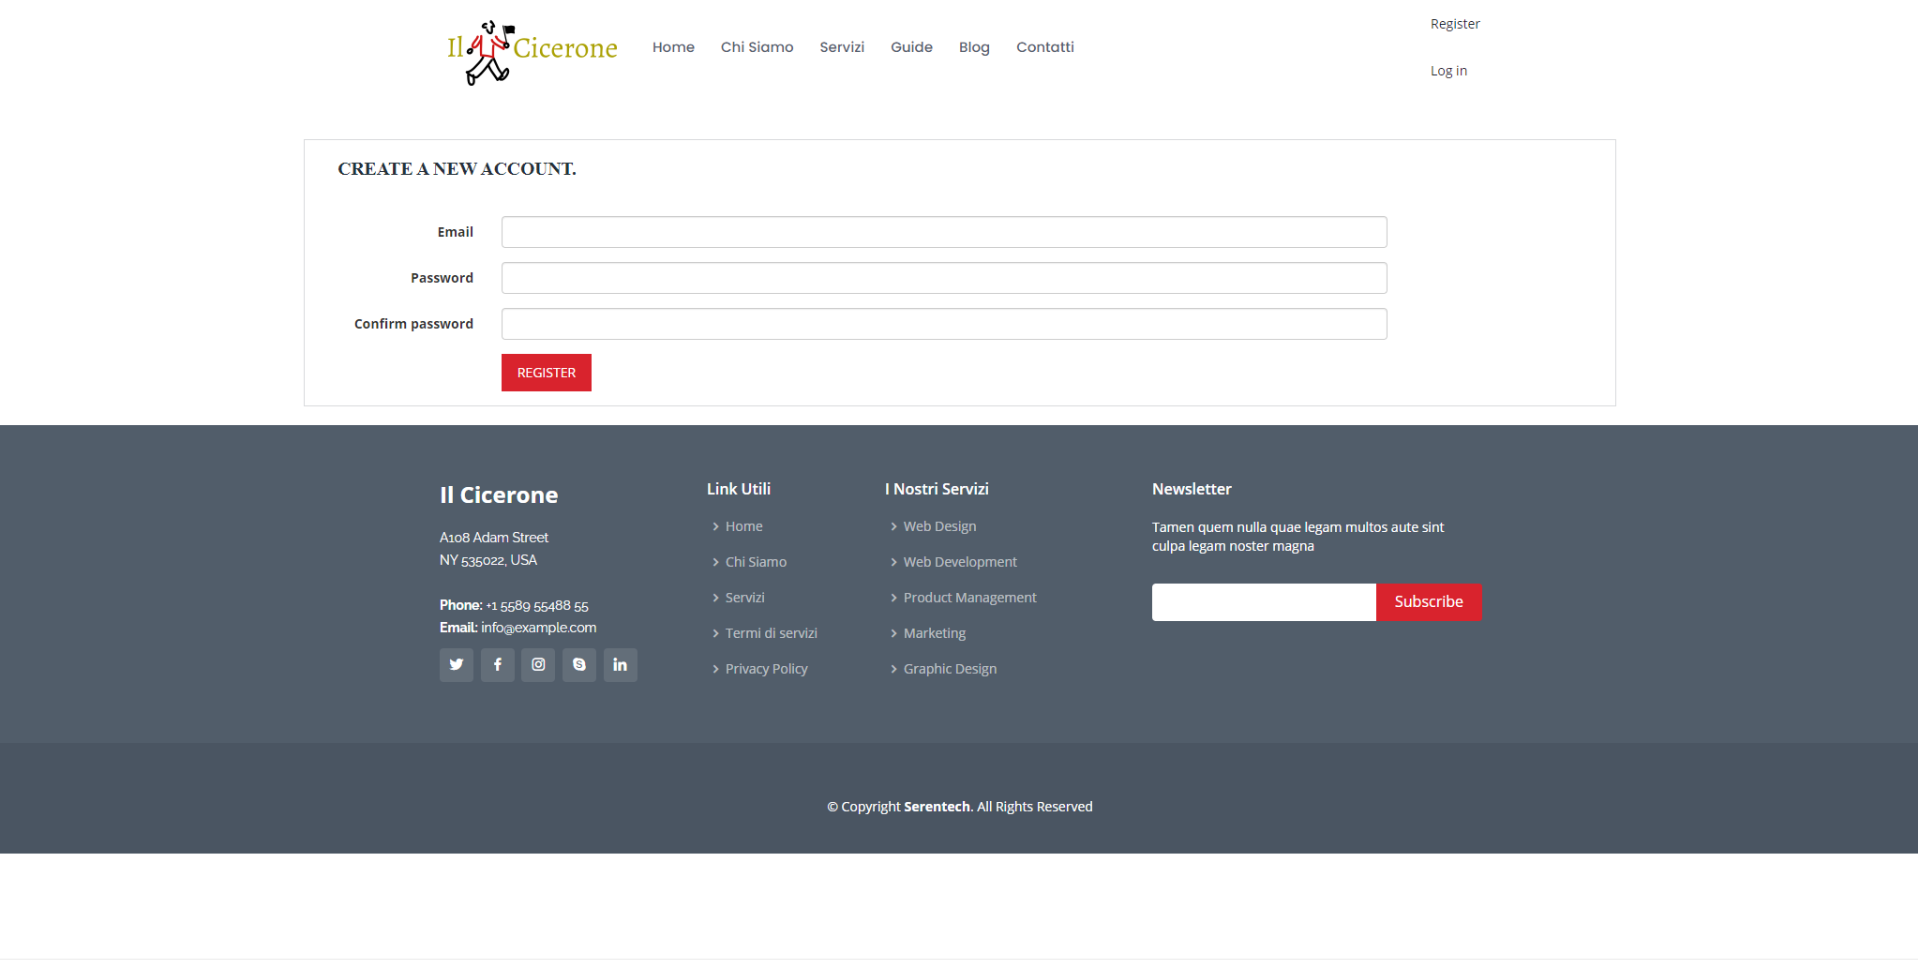 Il Cicerone
Home
Chi Siamo
Servizi
Guide
Blog
Contatti
Register
Log in
CREATE A NEW ACCOUNT.
Email
Password
Confirm password
REGISTER
Il Cicerone
A108 Adam Street
NY 535022, USA
Phone: +1 5589 55488 55
Email: info@example.com
Link Utili
Home
Chi Siamo
Servizi
Termi di servizi
Privacy Policy
I Nostri Servizi
Web Design
Web Development
Product Management
Marketing
Graphic Design
Newsletter
Tamen quem nulla quae legam multos aute sint
culpa legam noster magna
Subscribe
© Copyright Serentech. All Rights Reserved